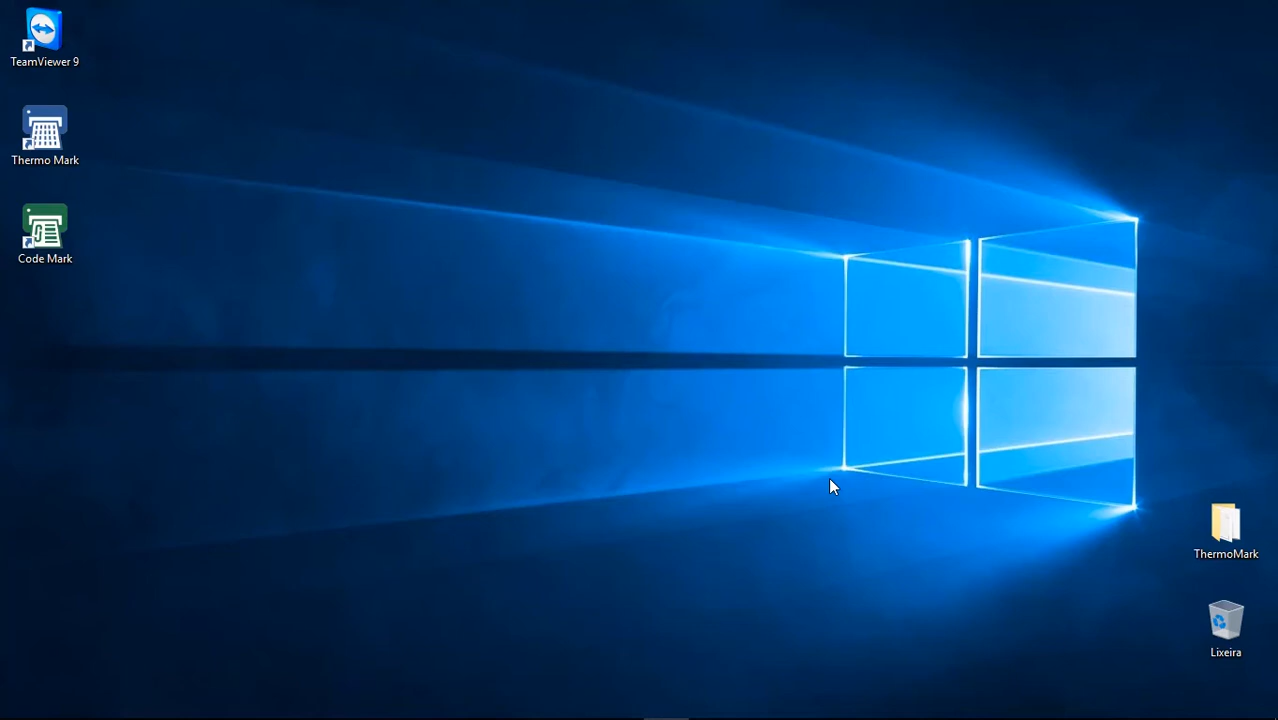 TeamViewer 9
Thermo Mark
Code Mark
ThermoMark
Lixeira